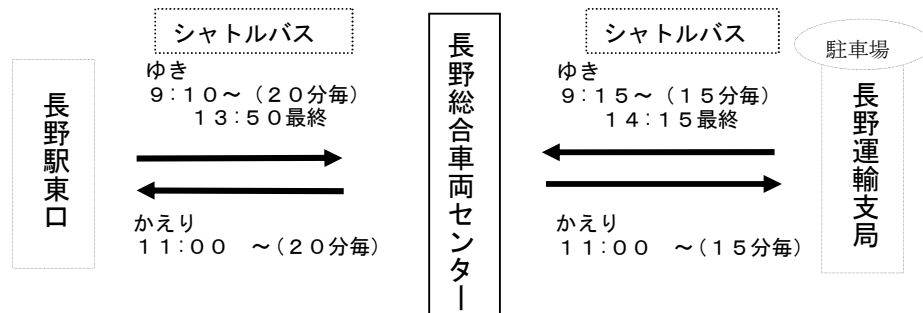 シャトルバス
ゆき
９：１０～（２０分毎）
１３：５０最終
長野駅東口
かえり
１１：００　～（２０分毎）
長野総合車両センター
シャトルバス
ゆき
９：１５～（１５分毎）
１４：１５最終
かえり
１１：００　～（１５分毎）
駐車場
長野運輸支局